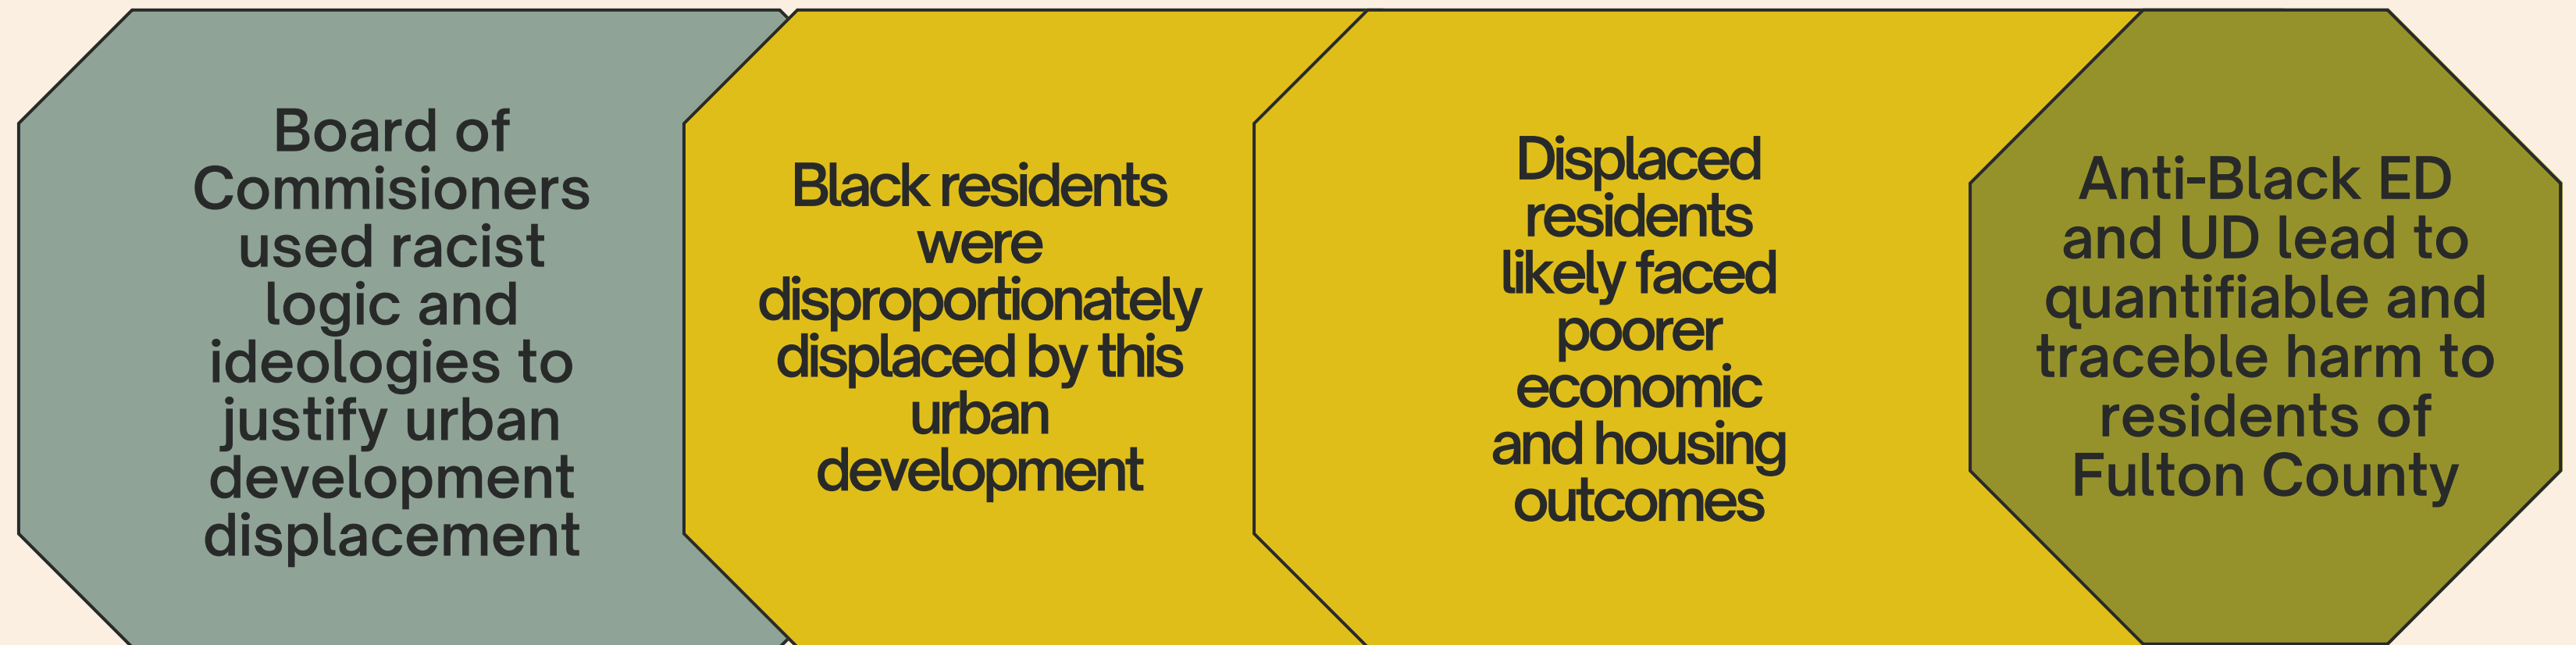 Board of
Commisioners
used racist
logic and
ideologies to
justify urban
development
displacement
Black residents
were
disproportionately
displaced by this
urban
development
Displaced
residents
likely faced
poorer
economic
and housing
outcomes
Anti-Black ED
and UD lead to
quantifiable and
traceble harm to
residents of
Fulton County